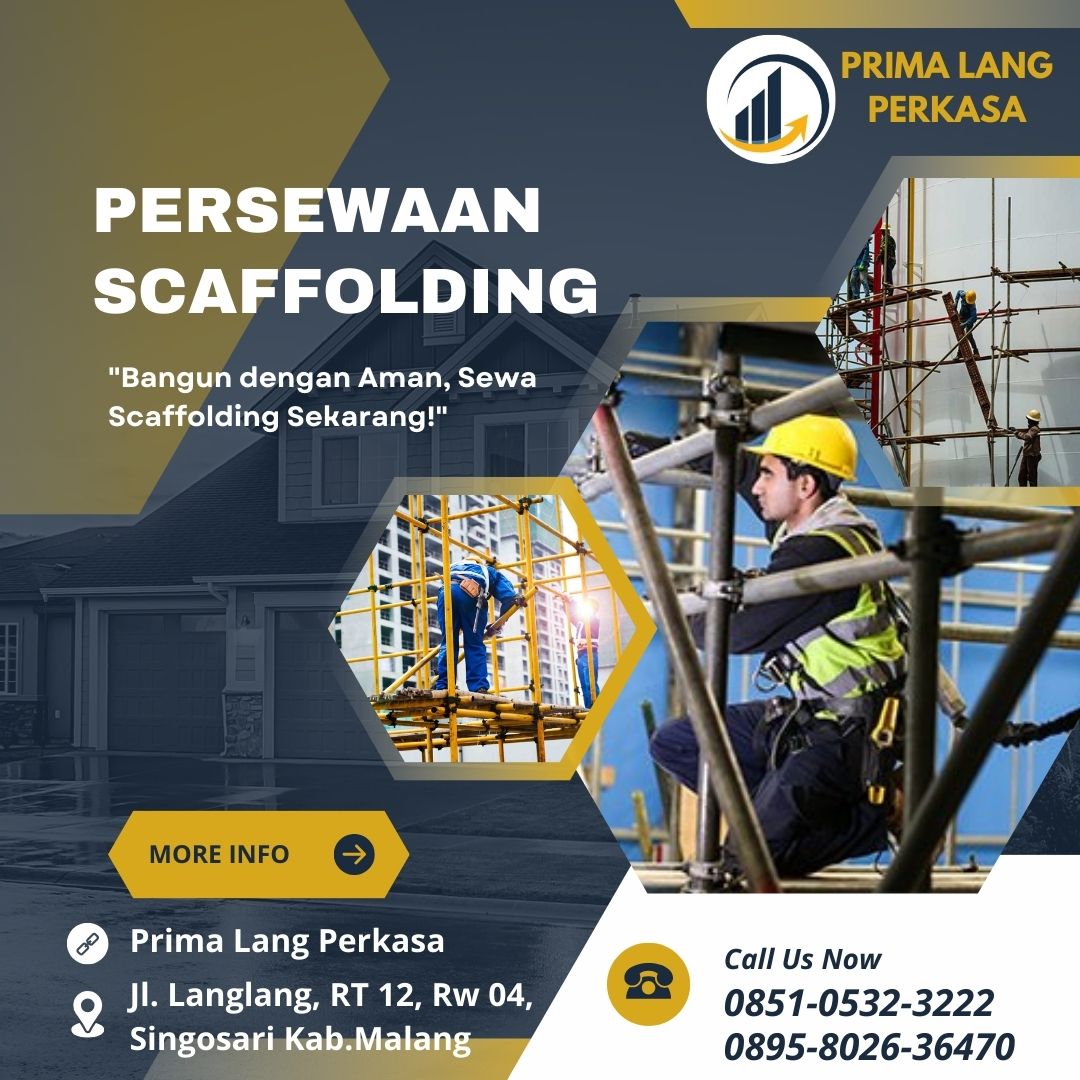 PRIMA LANG
PERKASA
PERSEWAAN
SCAFFOLDING
"Bangun dengan Aman, Sewa
Scaffolding Sekarang!"
MORE INFO
Prima Lang Perkasa
Jl. Langlang, RT 12, Rw 04,
Singosari Kab.Malang
Call Us Now
0851-0532-3222
0895-8026-36470